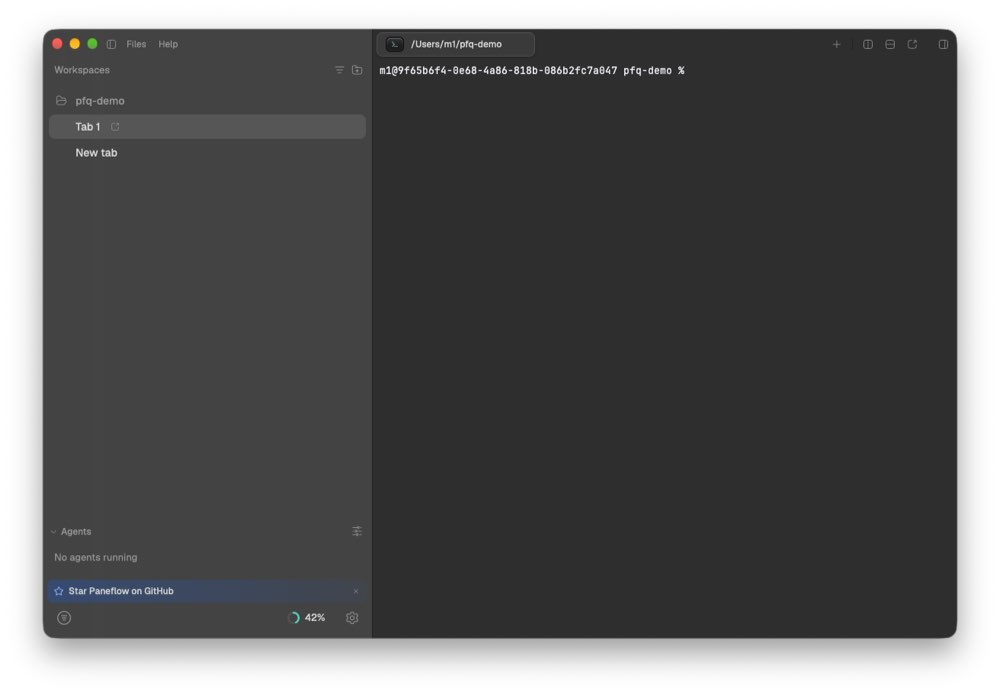 Files Help
/Users/m1/pfq-demo
Workspaces
m1@9f65b6f4-0e68-4a86-818b-086b2fc7a047 pfq-demo %
pfq-demo
Tab 1
New tab
Agents
No agents running
Star Paneflow on GitHub
42%